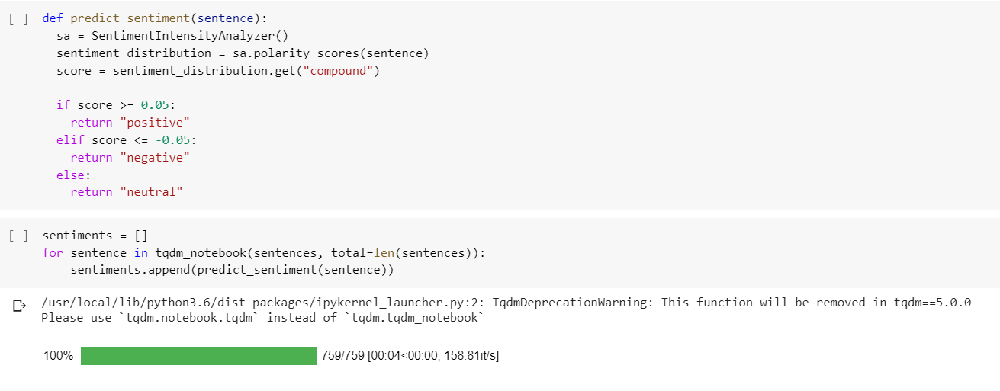 [ ] def predict_sentiment(sentence):
sa = SentimentIntensityAnalyzer()
sentiment_distribution = sa.polarity_scores(sentence)
score = sentiment_distribution.get("compound")
if score >= 0.05:
return "positive"
elif score <= -0.05:
return "negative"
else:
return "neutral"
[ ] sentiments = []
for sentence in tqdm_notebook(sentences, total=len(sentences)):
sentiments.append(predict_sentiment(sentence))
/usr/local/lib/python3.6/dist-packages/ipykernel_launcher.py:2: TqdmDeprecationWarning: This function will be removed in tqdm==5.0.0
Please use `tqdm.notebook.tqdm` instead of `tqdm.tqdm_notebook`
100% 759/759 [00:04<00:00, 158.81it/s]